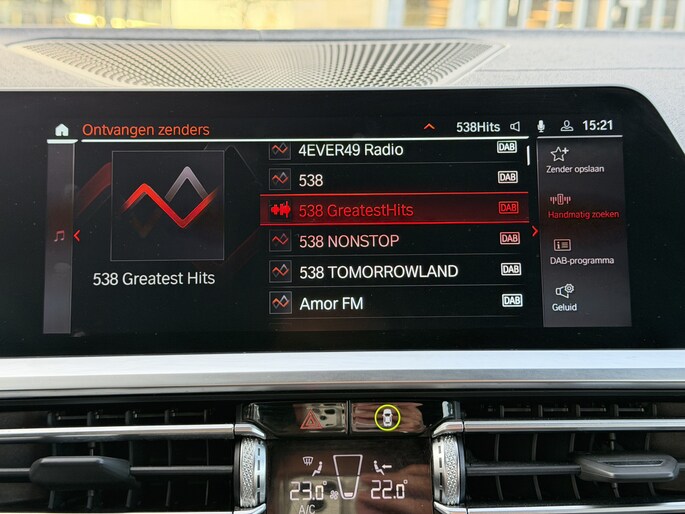 Ontvangen zenders
538Hits
15:21
538 Greatest Hits
4EVER49 Radio DAB
538 DAB
538 GreatestHits DAB
538 NONSTOP DAB
538 TOMORROWLAND DAB
Amor FM DAB
Zender opslaan
Handmatig zoeken
DAB-programma
Geluid
23.0° 22.0°
A/C